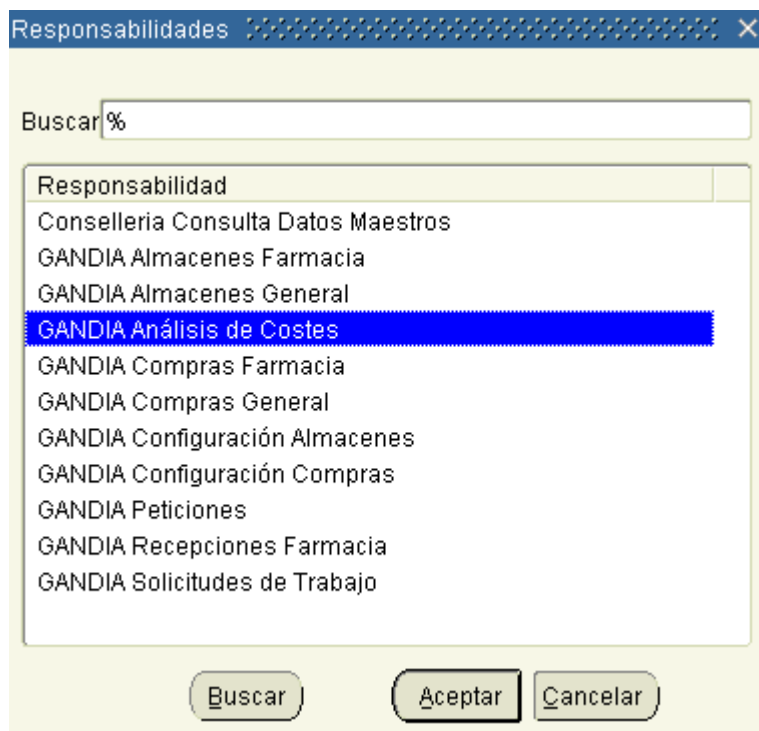 Responsabilidades
Buscar %
Responsabilidad
Conselleria Consulta Datos Maestros
GANDIA Almacenes Farmacia
GANDIA Almacenes General
GANDIA Análisis de Costes
GANDIA Compras Farmacia
GANDIA Compras General
GANDIA Configuración Almacenes
GANDIA Configuración Compras
GANDIA Peticiones
GANDIA Recepciones Farmacia
GANDIA Solicitudes de Trabajo
Buscar Aceptar Cancelar